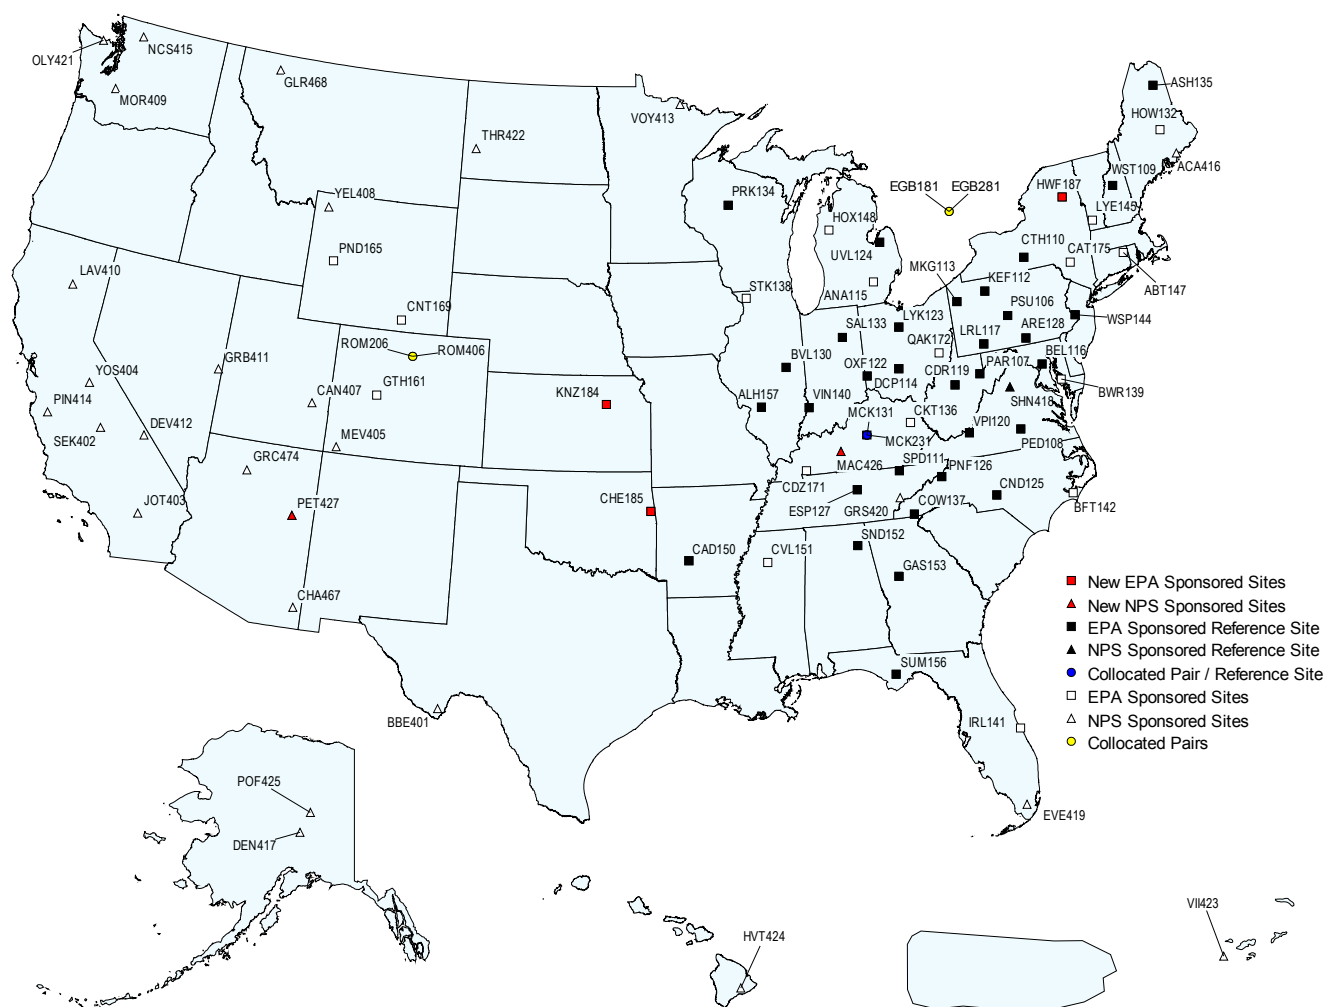 OLY421
NCS415
MOR409
GLR468
VOY413
THR422
ASH135
HOW132
ACA416
WST109
HWF187
LYE145
YEL408
PRK134
EGB181
EGB281
HOX148
PND165
UVL124
CTH110
CAT175
ABT147
LAV410
STK138
ANA115
MKG113
KEF112
PSU106
WSP144
CNT169
LYK123
ARE128
SAL133
LRL117
QAK172
BEL116
ROM206
ROM406
GRB411
YOS404
BVL130
OXF122
DCP114
CDR119
PAR107
BWR139
PIN414
CAN407
GTH161
KNZ184
ALH157
VIN140
SHN418
SEK402
DEV412
MEV405
MCK131
MCK231
CKT136
VPI120
PED108
GRC474
MAC426
SPD111
PNF126
CDZ171
JOT403
PET427
CHE185
ESP127
GRS420
COW137
CND125
BFT142
CAD150
CVL151
SND152
GAS153
CHA467
SUM156
BBE401
IRL141
EVE419
New EPA Sponsored Sites
New NPS Sponsored Sites
EPA Sponsored Reference Site
NPS Sponsored Reference Site
Collocated Pair / Reference Site
EPA Sponsored Sites
NPS Sponsored Sites
Collocated Pairs
POF425
DEN417
HVT424
VII423